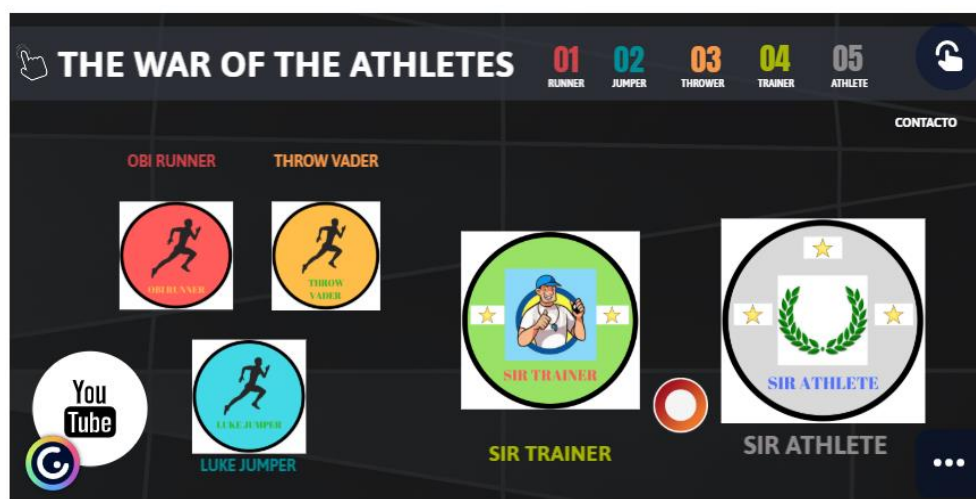 THE WAR OF THE ATHLETES
01 02 03 04 05
RUNNER JUMPER THROWER TRAINER ATHLETE
CONTACTO
OBI RUNNER THROW VADER
OBI RUNNER
THROW
VADER
SIR TRAINER
SIR ATHLETE
You
Tube
LUKE JUMPER
LUKE JUMPER
SIR TRAINER
SIR ATHLETE